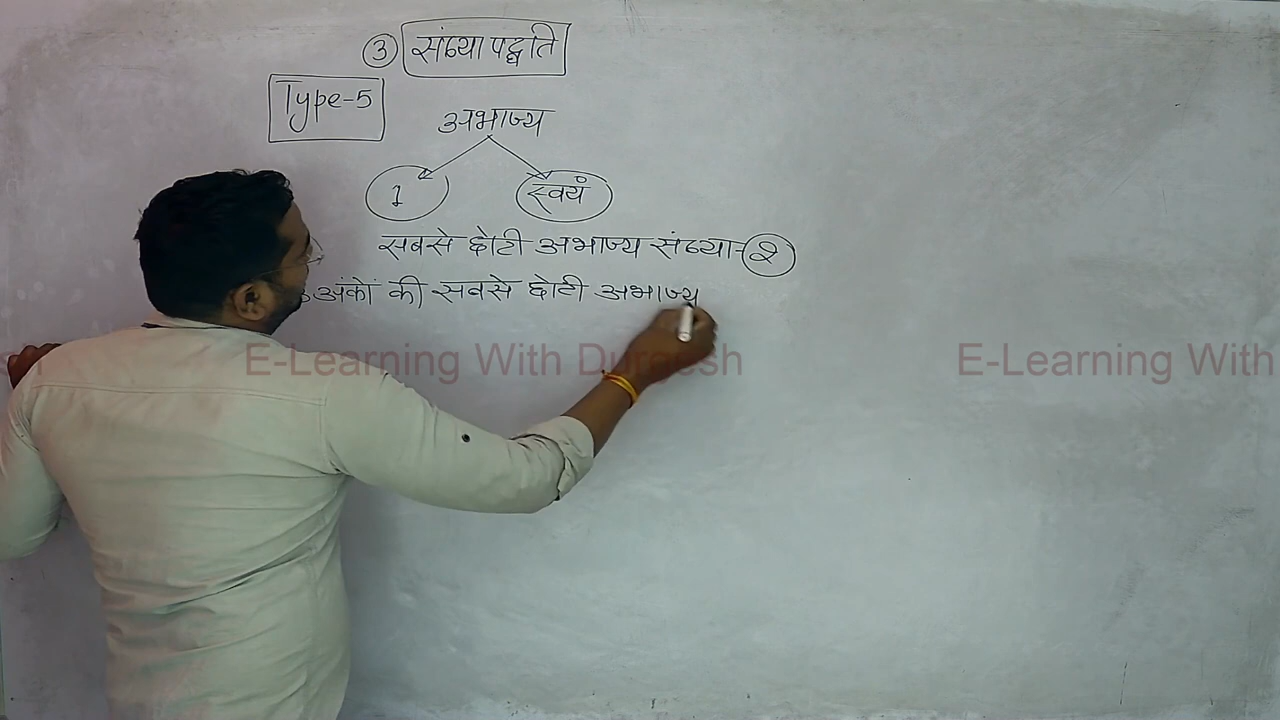 ③ संख्या पद्धति
Type-5
अभाज्य
1 स्वयं
सबसे छोटी अभाज्य संख्या-2
अंकों की सबसे छोटी अभाज्य
E-Learning With Durgesh E-Learning With